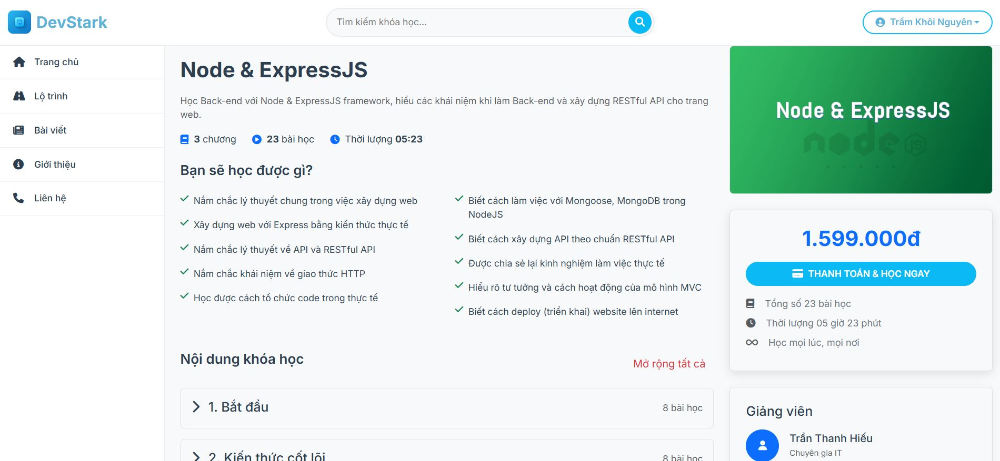 DevStark
Tìm kiếm khóa học...
Trầm Khôi Nguyên
Trang chủ
Lộ trình
Bài viết
Giới thiệu
Liên hệ
Node & ExpressJS
Học Back-end với Node & ExpressJS framework, hiểu các khái niệm khi làm Back-end và xây dựng RESTful API cho trang
web.
3 chương
23 bài học
Thời lượng 05:23
Bạn sẽ học được gì?
Nắm chắc lý thuyết chung trong việc xây dựng web
Xây dựng web với Express bằng kiến thức thực tế
Nắm chắc lý thuyết về API và RESTful API
Nắm chắc khái niệm về giao thức HTTP
Học được cách tổ chức code trong thực tế
Biết cách làm việc với Mongoose, MongoDB trong
NodeJS
Biết cách xây dựng API theo chuẩn RESTful API
Được chia sẻ lại kinh nghiệm làm việc thực tế
Hiểu rõ tư tưởng và cách hoạt động của mô hình MVC
Biết cách deploy (triển khai) website lên internet
Nội dung khóa học
Mở rộng tất cả
1. Bắt đầu
8 bài học
2. Kiến thức cốt lõi
8 bài học
Node & ExpressJS
node JS
1.599.000đ
THANH TOÁN & HỌC NGAY
Tổng số 23 bài học
Thời lượng 05 giờ 23 phút
Học mọi lúc, mọi nơi
Giảng viên
Trần Thanh Hiếu
Chuyên gia IT